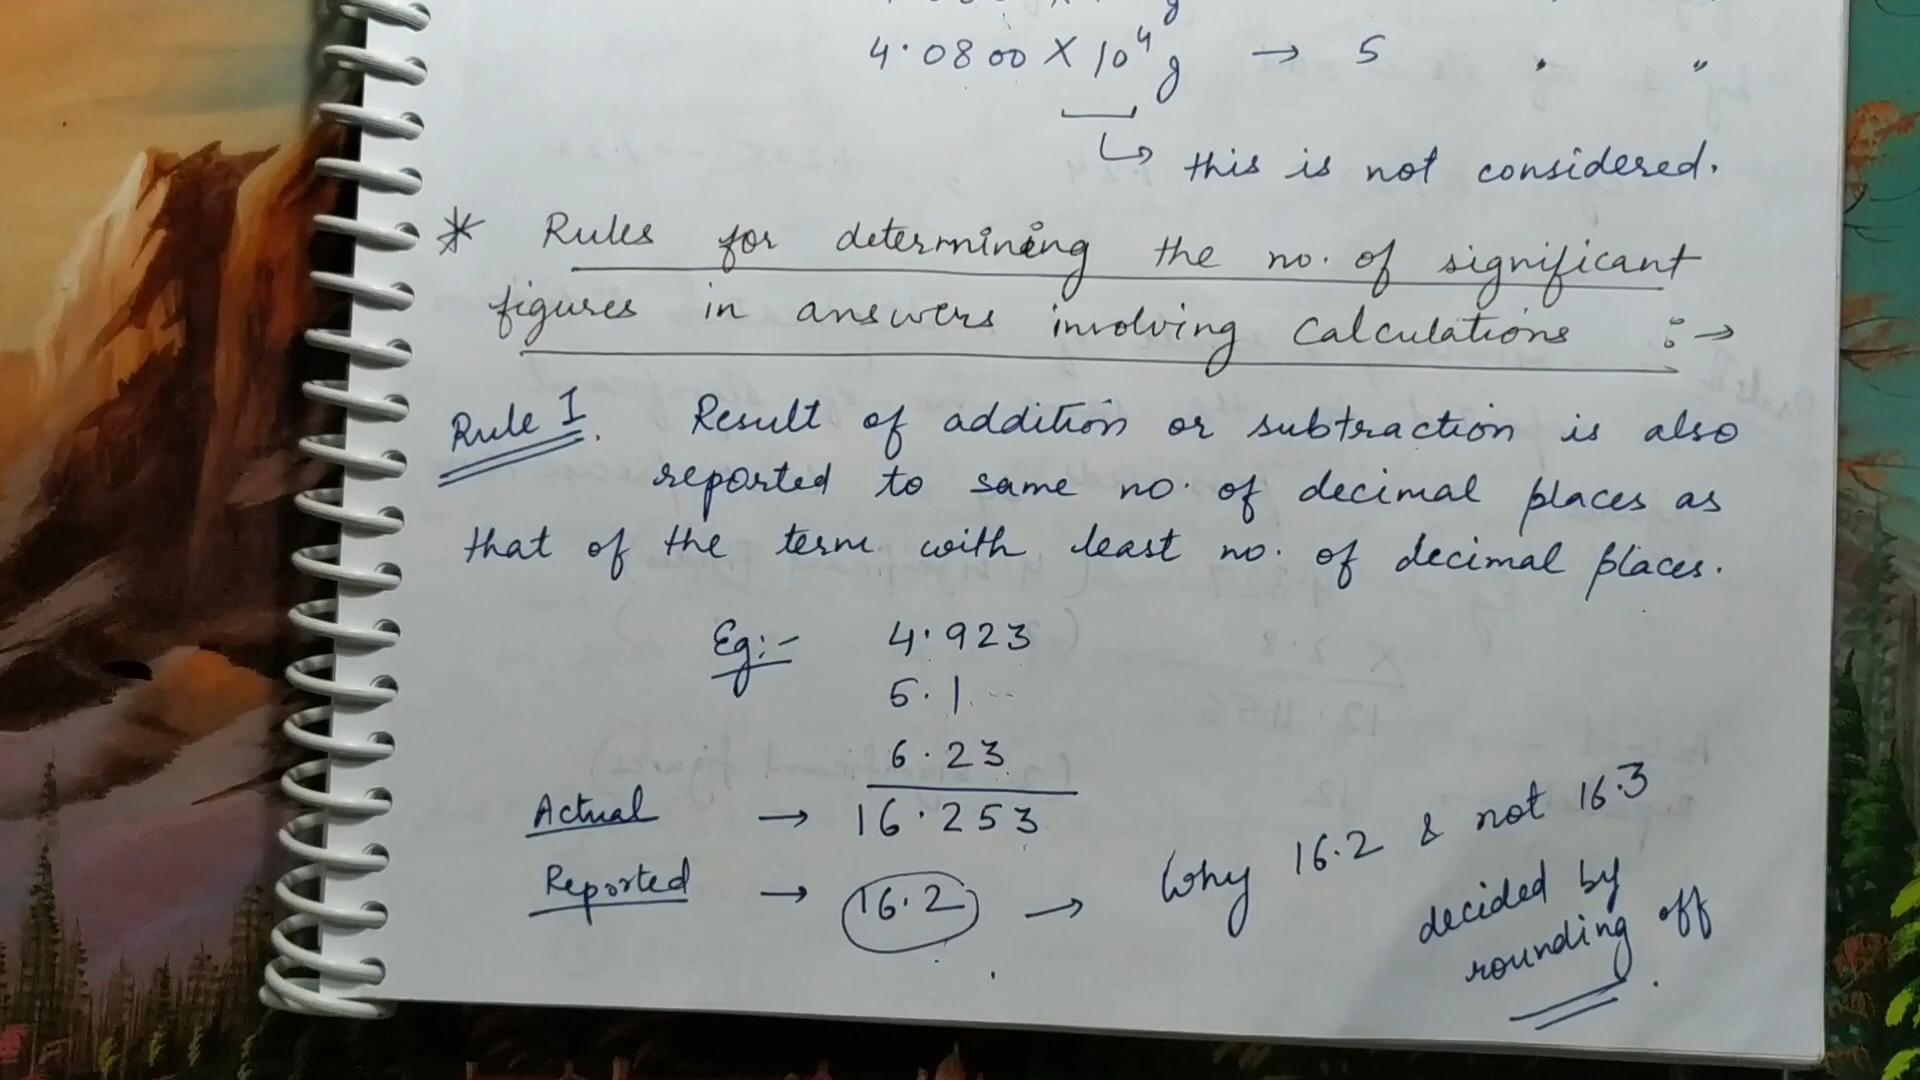 4.0800 X 10⁴ g → 5 " "
↳ this is not considered.
* Rules for determining the no. of significant
figures in answers involving calculations :→
Rule I. Result of addition or subtraction is also
reported to same no. of decimal places as
that of the term with least no. of decimal places.
Eg:- 4.923
5.1
6.23
Actual → 16.253
Reported → 16.2 → Why 16.2 & not 16.3
decided by
rounding off.